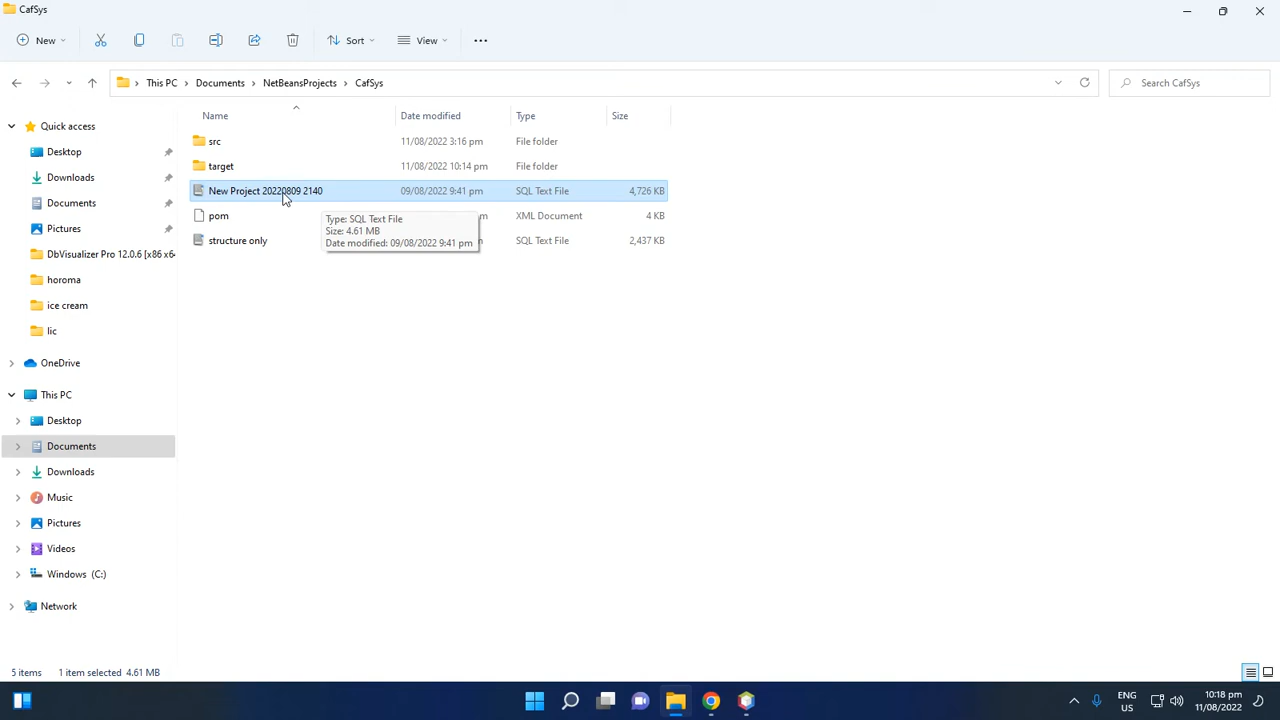 CafSys
New
Sort
View
This PC > Documents > NetBeansProjects > CafSys
Search CafSys
Name Date modified Type Size
Quick access
Desktop
Downloads
Documents
Pictures
DbVisualizer Pro 12.0.6 [x86 x64
horoma
ice cream
lic
OneDrive
This PC
Desktop
Documents
Downloads
Music
Pictures
Videos
Windows (C:)
Network
src 11/08/2022 3:16 pm File folder
target 11/08/2022 10:14 pm File folder
New Project 20220809 2140 09/08/2022 9:41 pm SQL Text File 4,726 KB
pom XML Document 4 KB
structure only SQL Text File 2,437 KB
Type: SQL Text File
Size: 4.61 MB
Date modified: 09/08/2022 9:41 pm
5 items 1 item selected 4.61 MB
ENG
US
10:18 pm
11/08/2022